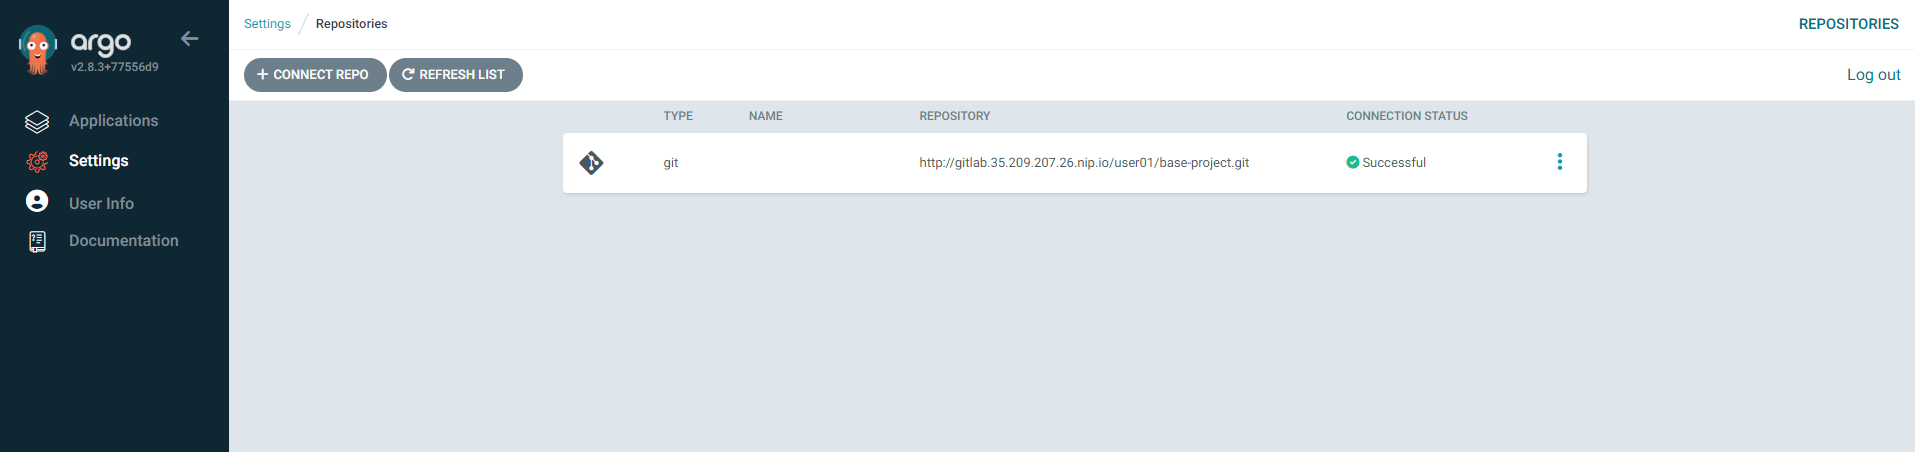 argo
v2.8.3+77556d9
Applications
Settings
User Info
Documentation
Settings / Repositories
REPOSITORIES
CONNECT REPO REFRESH LIST
Log out
TYPE NAME REPOSITORY CONNECTION STATUS
git http://gitlab.35.209.207.26.nip.io/user01/base-project.git Successful